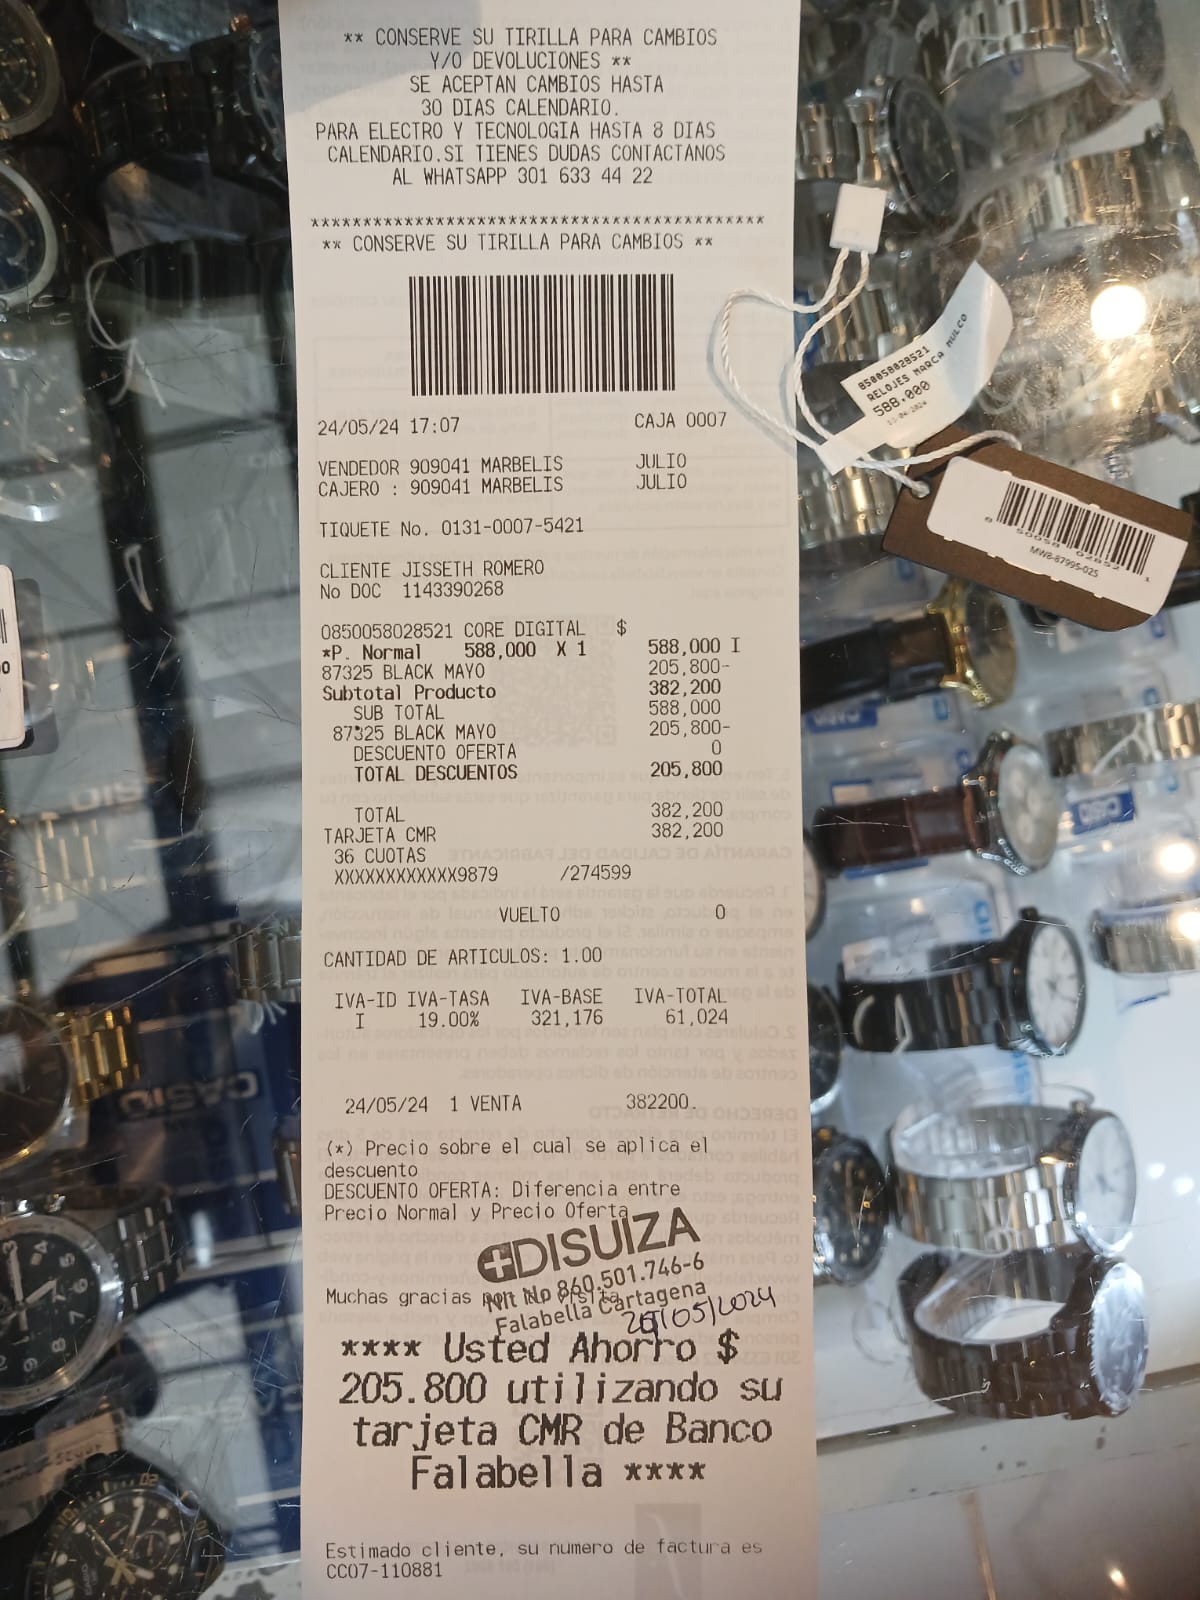 ** CONSERVE SU TIRILLA PARA CAMBIOS
Y/O DEVOLUCIONES **
SE ACEPTAN CAMBIOS HASTA
30 DIAS CALENDARIO.
PARA ELECTRO Y TECNOLOGIA HASTA 8 DIAS
CALENDARIO.SI TIENES DUDAS CONTACTANOS
AL WHATSAPP 301 633 44 22
********************************************
** CONSERVE SU TIRILLA PARA CAMBIOS **
24/05/24 17:07 CAJA 0007
VENDEDOR 909041 MARBELIS JULIO
CAJERO : 909041 MARBELIS JULIO
TIQUETE No. 0131-0007-5421
CLIENTE JISSETH ROMERO
No DOC 1143390268
0850058028521 CORE DIGITAL $
*P. Normal 588,000 X 1 588,000 I
87325 BLACK MAYO 205,800-
Subtotal Producto 382,200
SUB TOTAL 588,000
87325 BLACK MAYO 205,800-
DESCUENTO OFERTA 0
TOTAL DESCUENTOS 205,800
TOTAL 382,200
TARJETA CMR 382,200
36 CUOTAS
XXXXXXXXXXXX9879 /274599
VUELTO 0
CANTIDAD DE ARTICULOS: 1.00
IVA-ID IVA-TASA IVA-BASE IVA-TOTAL
I 19.00% 321,176 61,024
24/05/24 1 VENTA 382200.
(*) Precio sobre el cual se aplica el
descuento
DESCUENTO OFERTA: Diferencia entre
Precio Normal y Precio Oferta
DISUIZA
Nit No 860.501.746-6
Falabella Cartagena
Muchas gracias
/05/2024
**** Usted Ahorro $
205.800 utilizando su
tarjeta CMR de Banco
Falabella ****
Estimado cliente, su numero de factura es
CC07-110881
850058028521
RELOJES MARCA MULCO
588.000
MW8-87995-025
CASIO